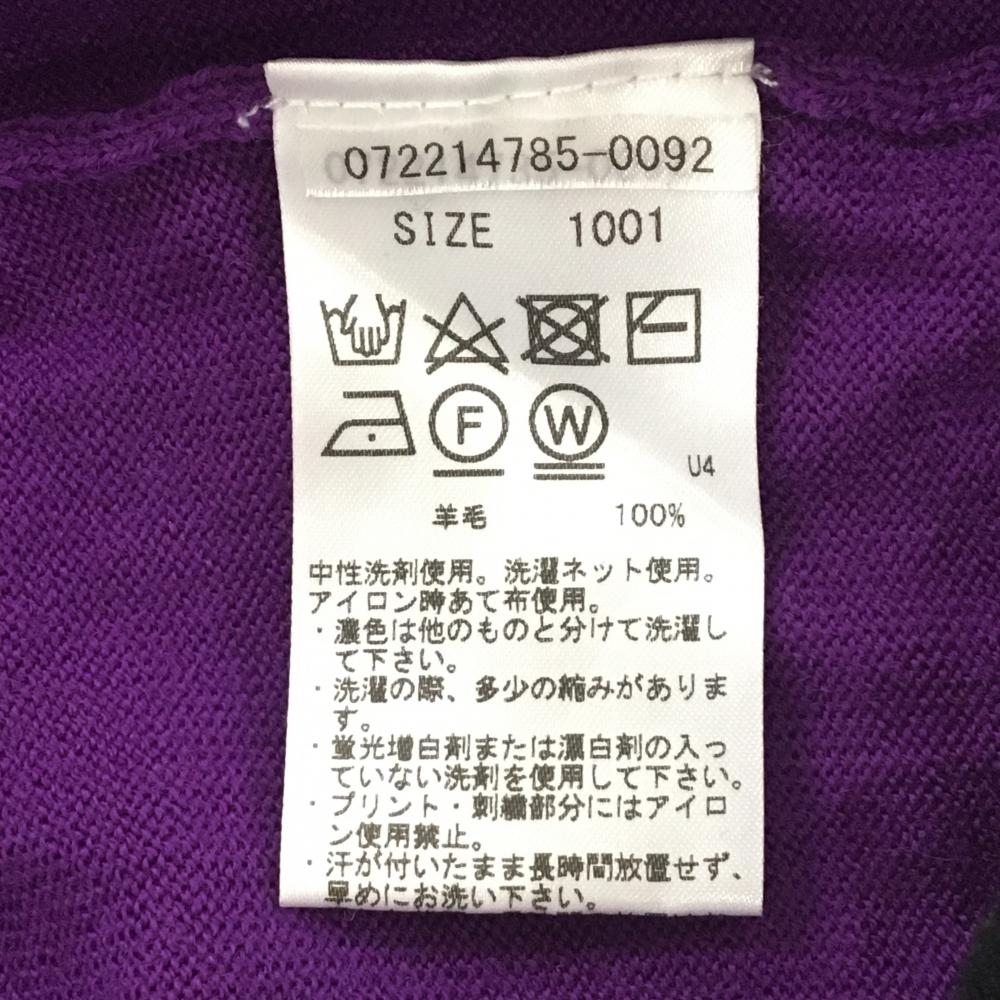 072214785-0092
SIZE 1001
F W
U4
羊毛 100%
中性洗剤使用。洗濯ネット使用。
アイロン時あて布使用。
・濃色は他のものと分けて洗濯し
て下さい。
・洗濯の際、多少の縮みがありま
す。
・蛍光増白剤または漂白剤の入っ
ていない洗剤を使用して下さい。
・プリント・刺繍部分にはアイロ
ン使用禁止。
・汗が付いたまま長時間放置せず、
早めにお洗い下さい。